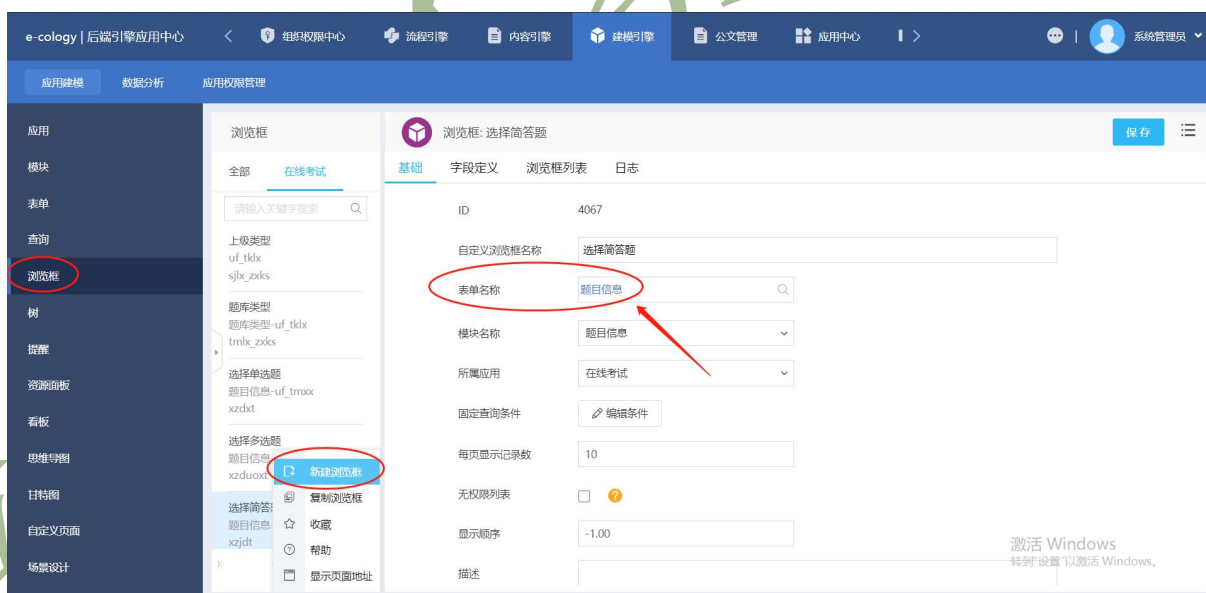 e-cology | 后端引擎应用中心 < 组织权限中心 流程引擎 内容引擎 建模引擎 公文管理 应用中心 > 系统管理员
应用建模 数据分析 应用权限管理
应用
模块
表单
查询
浏览框
树
提醒
资源面板
看板
思维导图
甘特图
自定义页面
场景设计
浏览框
全部 在线考试
请输入关键字搜索
上级类型
uf_tklx
sjlx_zxks
题库类型
题库类型-uf_tklx
tmlx_zxks
选择单选题
题目信息-uf_tmxx
xzdxt
选择多选题
题目信息
xzduoxt
选择简答
题目信息
xzjdt
新建浏览框
复制浏览框
收藏
帮助
显示页面地址
浏览框: 选择简答题 保存
基础 字段定义 浏览框列表 日志
ID 4067
自定义浏览框名称 选择简答题
表单名称 题目信息
模块名称 题目信息
所属应用 在线考试
固定查询条件 编辑条件
每页显示记录数 10
无权限列表 ?
显示顺序 -1.00
描述
激活 Windows
转到"设置"以激活 Windows。